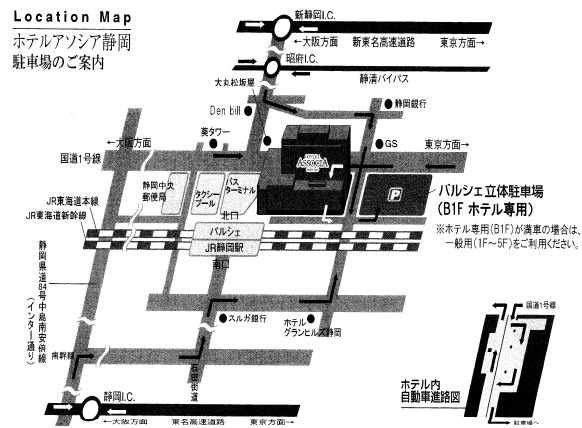 Location Map
ホテルアソシア静岡
駐車場のご案内
新静岡I.C.
←大阪方面
新東名高速道路
東京方面→
昭府I.C.
静清バイパス
大丸松坂屋
Den bill
静岡銀行
葵タワー
GS
←大阪方面
東京方面→
国道1号線
HOTEL
ASSOCIA
静岡中央
郵便局
タクシー
プール
バス
ターミナル
北口
P
パルシェ立体駐車場
(B1F ホテル専用)
※ホテル専用(B1F)が満車の場合は、
一般用(1F~5F)をご利用ください。
JR東海道本線
JR東海道新幹線
パルシェ
JR静岡駅
南口
静岡県道84号中島南安倍線
(インター通り)
スルガ銀行
ホテル
グランヒルズ静岡
南幹線
石田街道
国道1号線
ホテル内
自動車進路図
駐車場へ
静岡I.C.
←大阪方面
東名高速道路
東京方面→